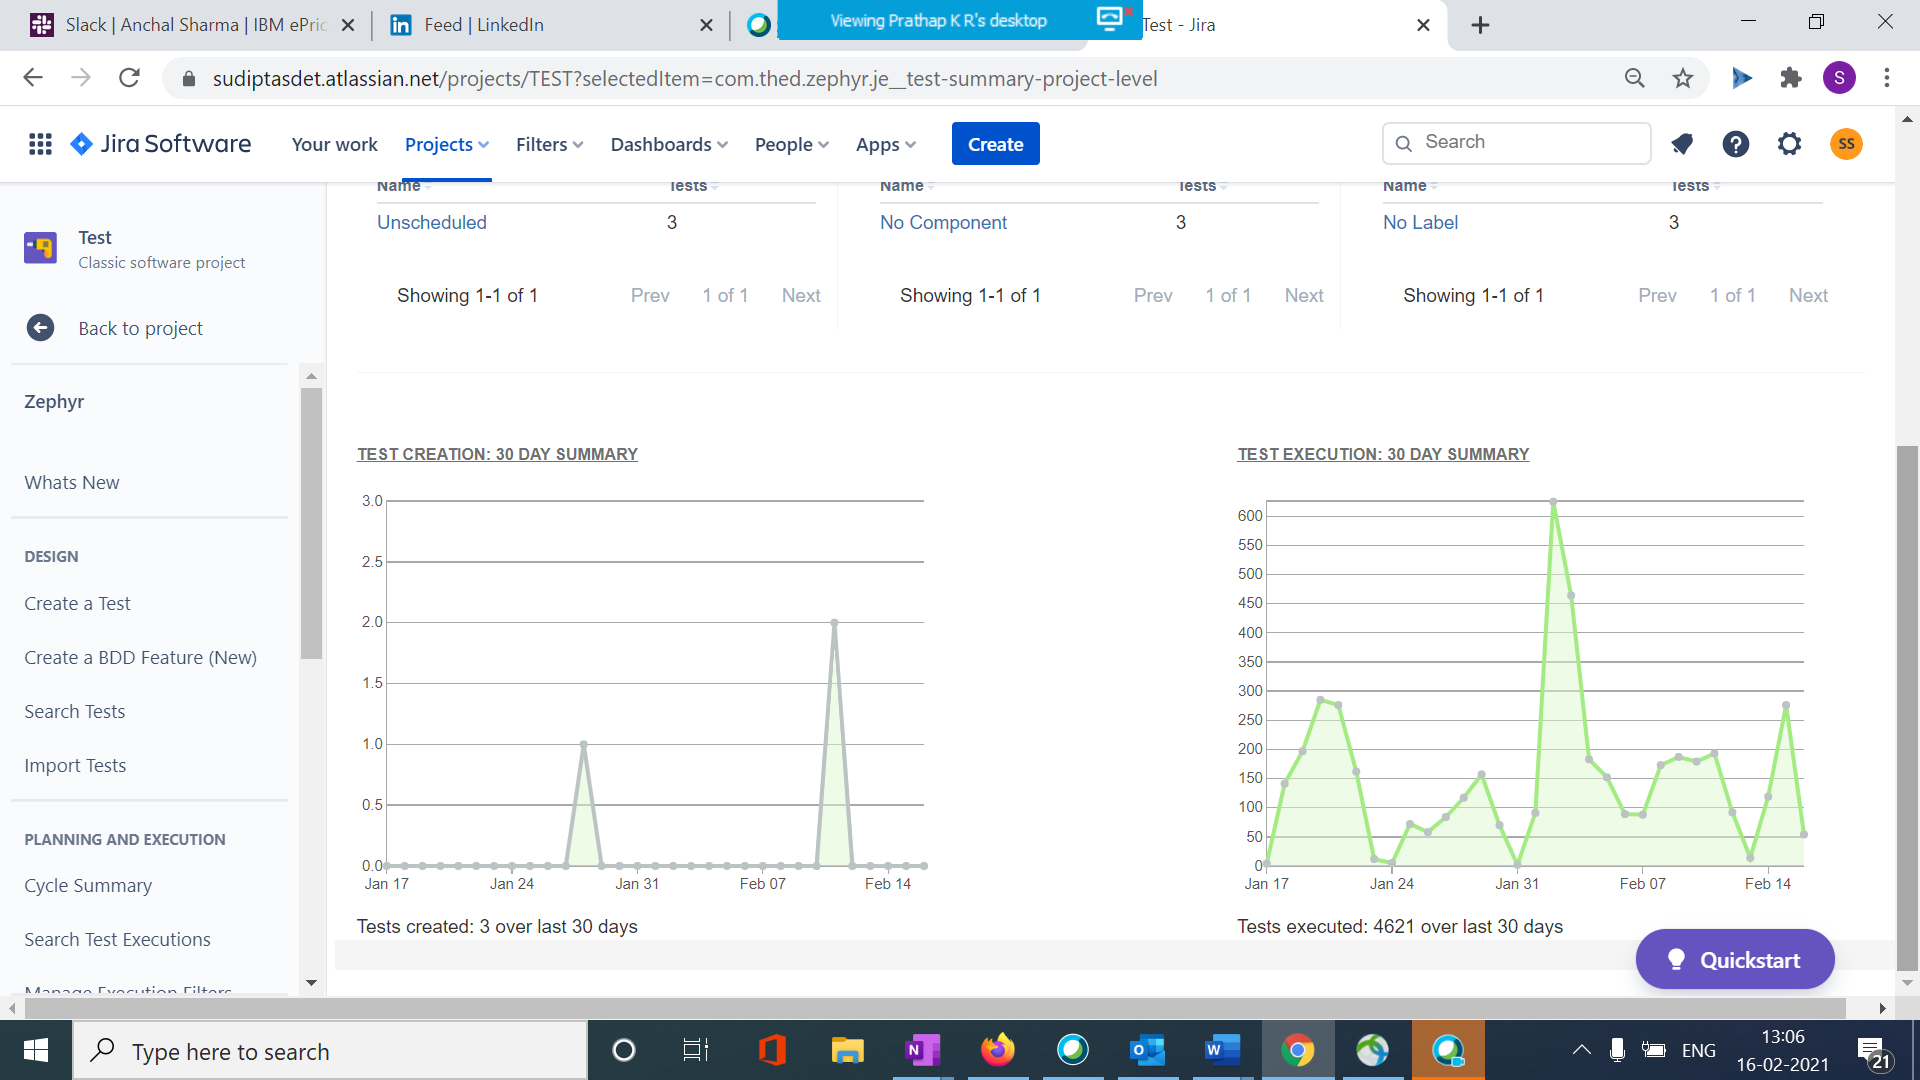 Slack | Anchal Sharma | IBM ePric
Feed | LinkedIn
Viewing Prathap K R's desktop
Test - Jira
sudiptasdet.atlassian.net/projects/TEST?selectedItem=com.thed.zephyr.je__test-summary-project-level
S
Jira Software
Your work
Projects
Filters
Dashboards
People
Apps
Create
Search
SS
Test
Classic software project
Back to project
Zephyr
Whats New
DESIGN
Create a Test
Create a BDD Feature (New)
Search Tests
Import Tests
PLANNING AND EXECUTION
Cycle Summary
Search Test Executions
Manage Execution Filters
Name Tests
Unscheduled 3
Showing 1-1 of 1 Prev 1 of 1 Next
Name Tests
No Component 3
Showing 1-1 of 1 Prev 1 of 1 Next
Name Tests
No Label 3
Showing 1-1 of 1 Prev 1 of 1 Next
TEST CREATION: 30 DAY SUMMARY
3.0
2.5
2.0
1.5
1.0
0.5
0.0
Jan 17 Jan 24 Jan 31 Feb 07 Feb 14
Tests created: 3 over last 30 days
TEST EXECUTION: 30 DAY SUMMARY
600
550
500
450
400
350
300
250
200
150
100
50
0
Jan 17 Jan 24 Jan 31 Feb 07 Feb 14
Tests executed: 4621 over last 30 days
Quickstart
Type here to search
ENG
13:06
16-02-2021
21